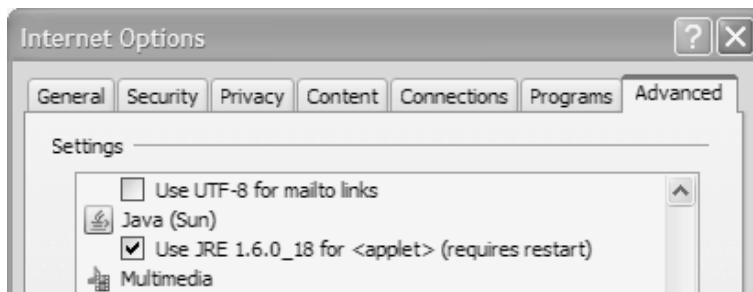 Internet Options
General Security Privacy Content Connections Programs Advanced
Settings
Use UTF-8 for mailto links
Java (Sun)
Use JRE 1.6.0_18 for <applet> (requires restart)
Multimedia